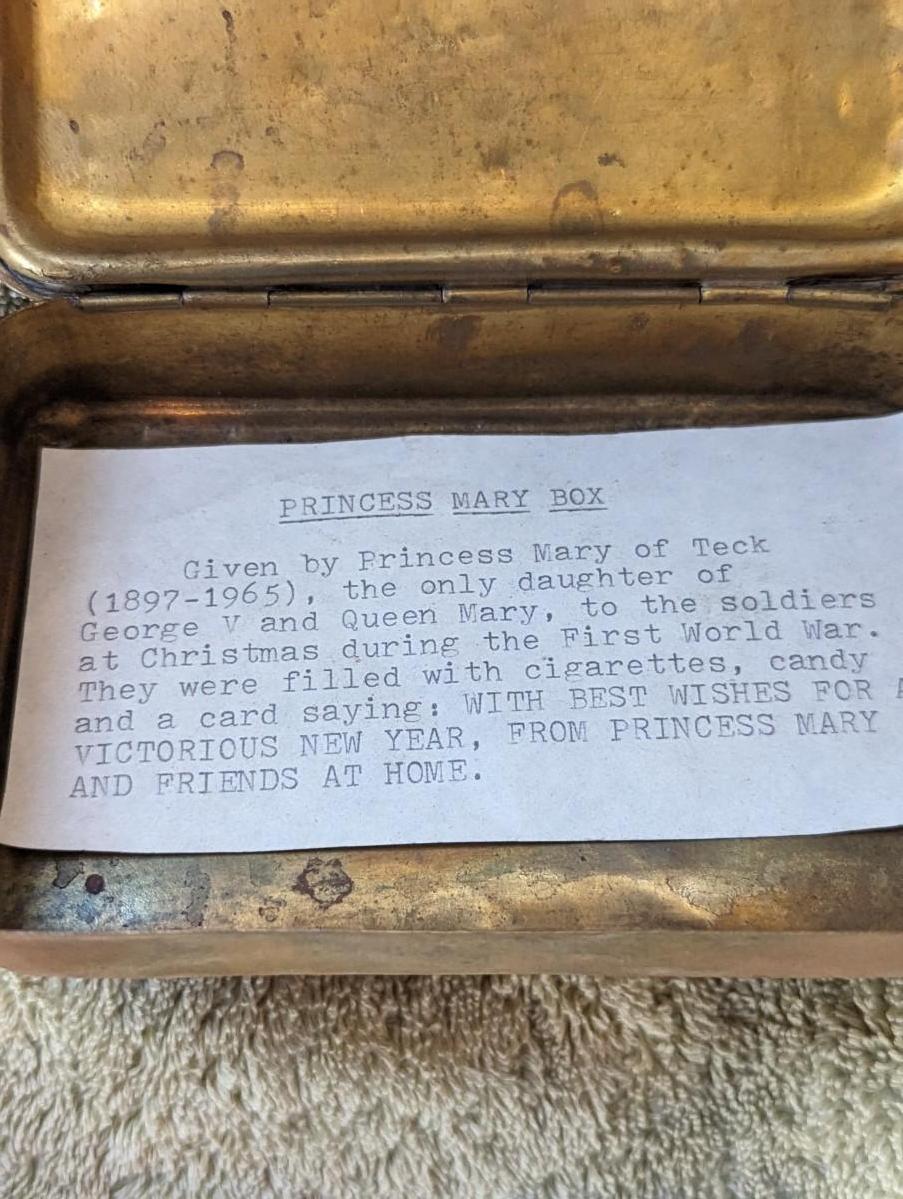 PRINCESS MARY BOX
Given by Princess Mary of Teck
(1897-1965), the only daughter of
George V and Queen Mary, to the soldiers
at Christmas during the First World War.
They were filled with cigarettes, candy
and a card saying: WITH BEST WISHES FOR A
VICTORIOUS NEW YEAR, FROM PRINCESS MARY
AND FRIENDS AT HOME.